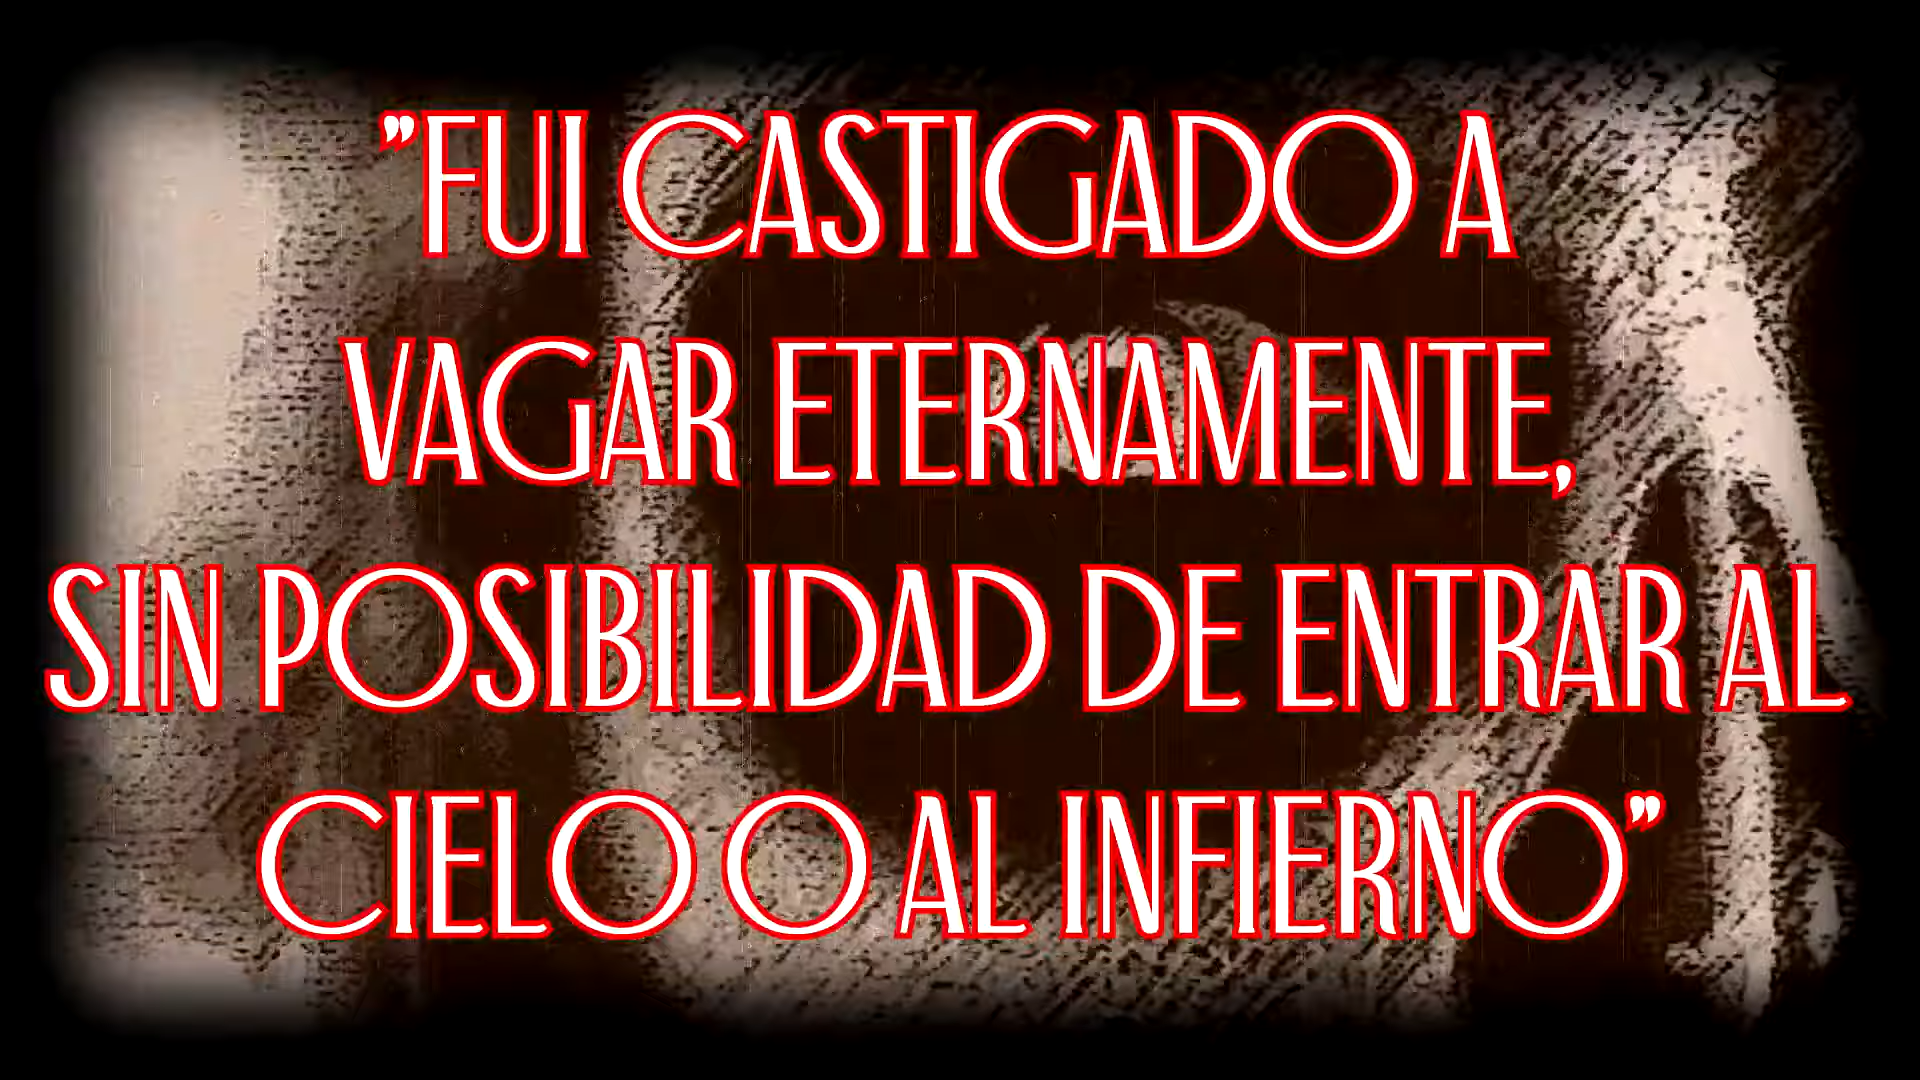 "FUI CASTIGADO A
VAGAR ETERNAMENTE,
SIN POSIBILIDAD DE ENTRAR AL
CIELO O AL INFIERNO"